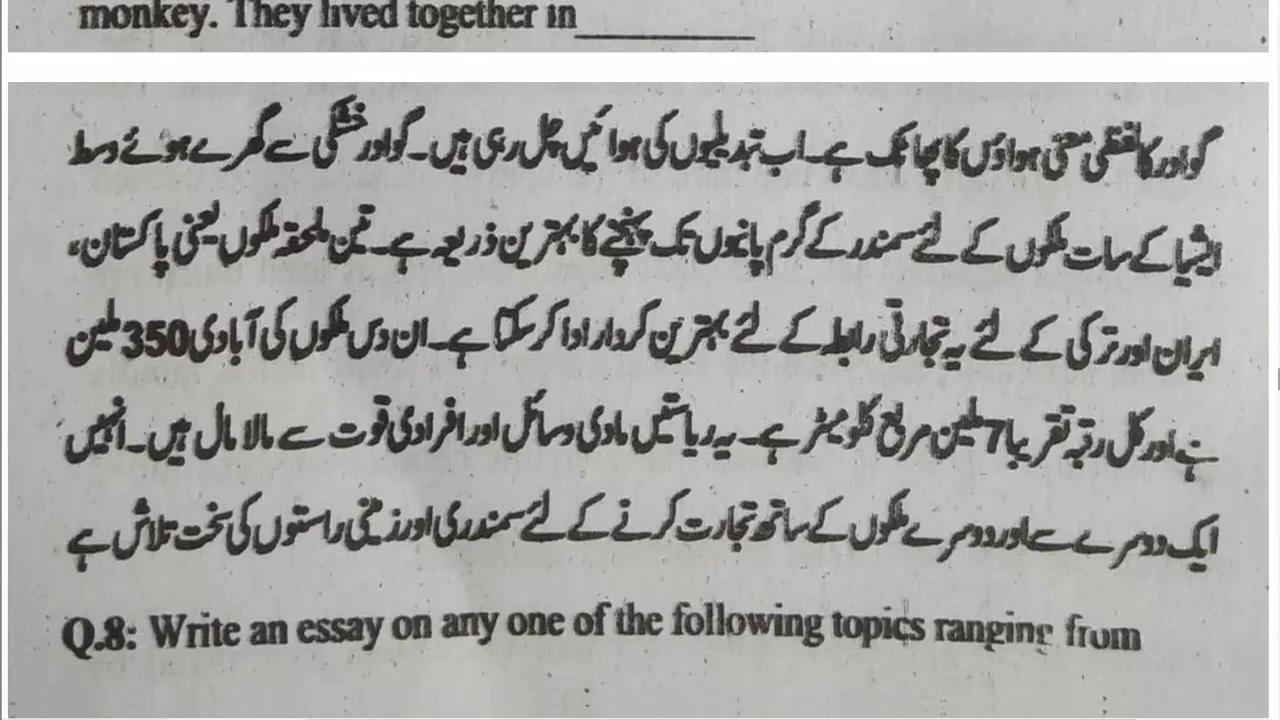 monkey. They lived together in__________
گوادر کا لفظی معنی ہواؤں کا پھاٹک ہے۔ اب تبدیلیوں کی ہوائیں چل رہی ہیں۔ گوادر خشکی سے گھرے ہوئے وسط
ایشیا کے سات ملکوں کے لئے سمندر کے گرم پانیوں تک پہنچنے کا بہترین ذریعہ ہے۔ تین ملحقہ ملکوں یعنی پاکستان،
ایران اور ترکی کے لئے یہ تجارتی رابطہ کے لئے بہترین کردار ادا کر سکتا ہے۔ ان دس ملکوں کی آبادی 350 ملین
ہے اور کل رقبہ تقریبا 7 ملین مربع کلومیٹر ہے۔ یہ ریاستیں مادی وسائل اور افرادی قوت سے مالا مال ہیں۔ انہیں
ایک دوسرے سے اور دوسرے ملکوں کے ساتھ تجارت کرنے کے لئے سمندری اور زمینی راستوں کی سخت تلاش ہے
Q.8: Write an essay on any one of the following topics ranging from